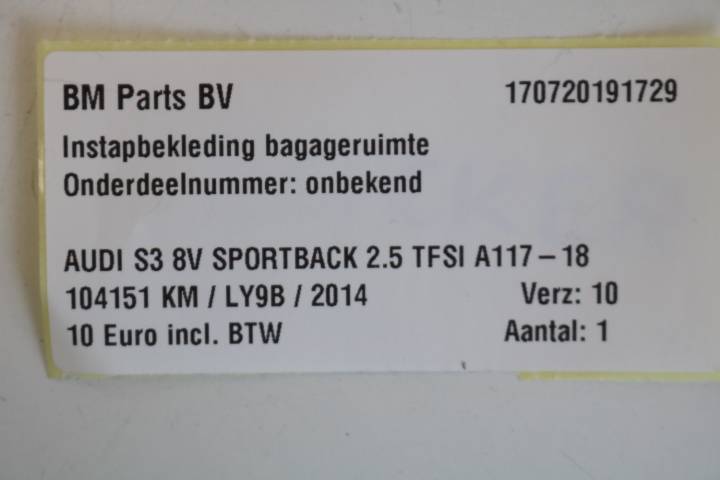 BM Parts BV 170720191729
Instapbekleding bagageruimte
Onderdeelnummer: onbekend
AUDI S3 8V SPORTBACK 2.5 TFSI A117-18
104151 KM / LY9B / 2014 Verz: 10
10 Euro incl. BTW Aantal: 1